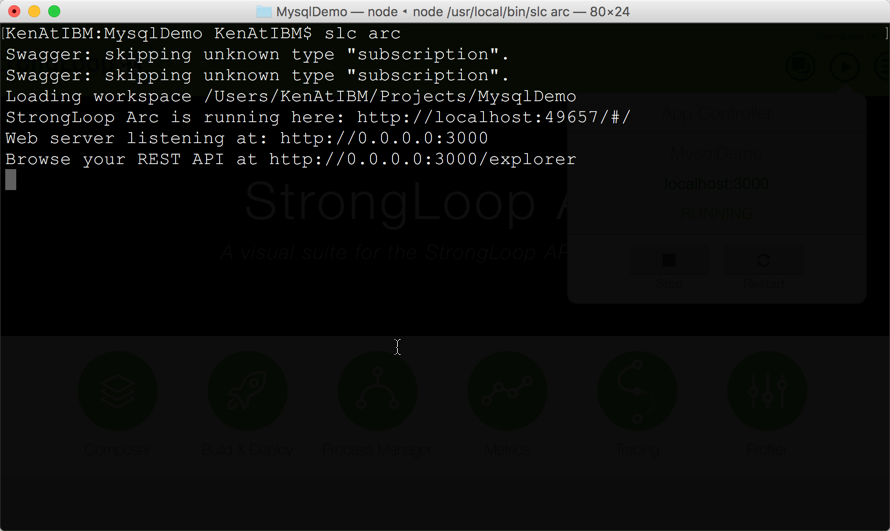 MysqlDemo — node ◂ node /usr/local/bin/slc arc — 80×24
[KenAtIBM:MysqlDemo KenAtIBM$ slc arc ]
Swagger: skipping unknown type "subscription".
Swagger: skipping unknown type "subscription".
Loading workspace /Users/KenAtIBM/Projects/MysqlDemo
StrongLoop Arc is running here: http://localhost:49657/#/
Web server listening at: http://0.0.0.0:3000
Browse your REST API at http://0.0.0.0:3000/explorer
App Controller
MysqlDemo
localhost:3000
RUNNING
StrongLoop A
A visual suite for the StrongLoop AP
Stop Restart
Composer Build & Deploy Process Manager Metrics Tracing Profiler